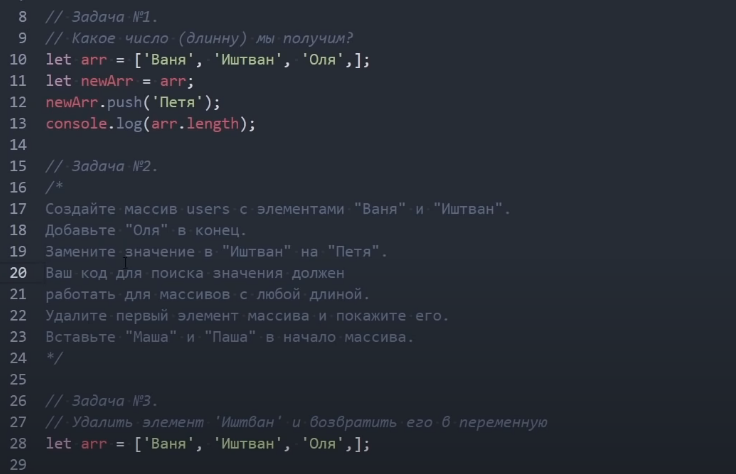 8 // Задача №1.
9 // Какое число (длинну) мы получим?
10 let arr = ['Ваня', 'Иштван', 'Оля',];
11 let newArr = arr;
12 newArr.push('Петя');
13 console.log(arr.length);
14
15 // Задача №2.
16 /*
17 Создайте массив users с элементами "Ваня" и "Иштван".
18 Добавьте "Оля" в конец.
19 Замените значение в "Иштван" на "Петя".
20 Ваш код для поиска значения должен
21 работать для массивов с любой длиной.
22 Удалите первый элемент массива и покажите его.
23 Вставьте "Маша" и "Паша" в начало массива.
24 */
25
26 // Задача №3.
27 // Удалить элемент 'Иштван' и возвратить его в переменную
28 let arr = ['Ваня', 'Иштван', 'Оля',];
29